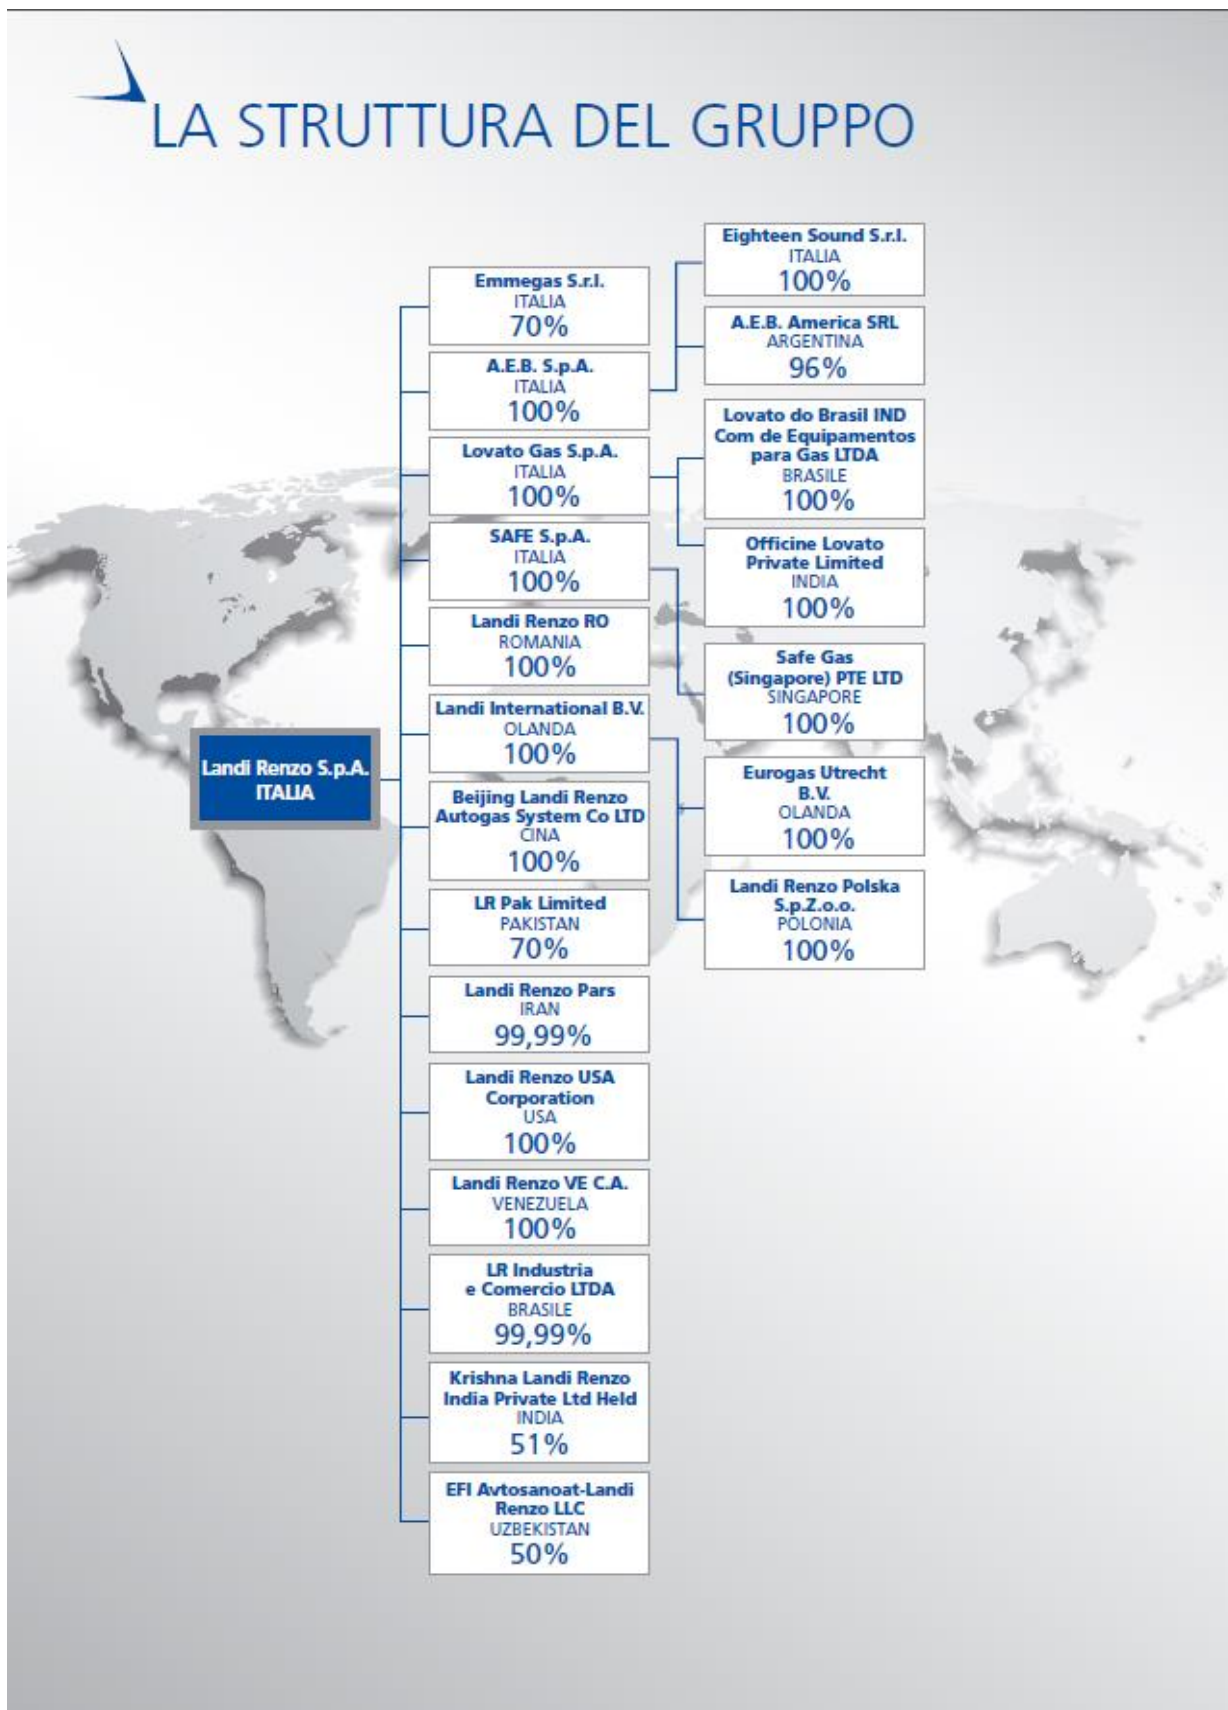 LA STRUTTURA DEL GRUPPO
Landi Renzo S.p.A.
ITALIA
Emmegas S.r.l.
ITALIA
70%
A.E.B. S.p.A.
ITALIA
100%
Lovato Gas S.p.A.
ITALIA
100%
SAFE S.p.A.
ITALIA
100%
Landi Renzo RO
ROMANIA
100%
Landi International B.V.
OLANDA
100%
Beijing Landi Renzo
Autogas System Co LTD
CINA
100%
LR Pak Limited
PAKISTAN
70%
Landi Renzo Pars
IRAN
99,99%
Landi Renzo USA
Corporation
USA
100%
Landi Renzo VE C.A.
VENEZUELA
100%
LR Industria
e Comercio LTDA
BRASILE
99,99%
Krishna Landi Renzo
India Private Ltd Held
INDIA
51%
EFI Avtosanoat-Landi
Renzo LLC
UZBEKISTAN
50%
Eighteen Sound S.r.l.
ITALIA
100%
A.E.B. America SRL
ARGENTINA
96%
Lovato do Brasil IND
Com de Equipamentos
para Gas LTDA
BRASILE
100%
Officine Lovato
Private Limited
INDIA
100%
Safe Gas
(Singapore) PTE LTD
SINGAPORE
100%
Eurogas Utrecht
B.V.
OLANDA
100%
Landi Renzo Polska
S.p.Z.o.o.
POLONIA
100%